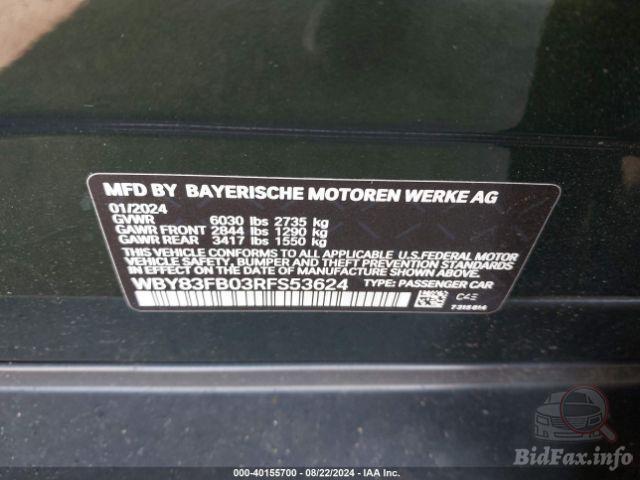 MFD BY BAYERISCHE MOTOREN WERKE AG
01/2024
GVWR 6030 lbs 2735 kg
GAWR FRONT 2844 lbs 1290 kg
GAWR REAR 3417 lbs 1550 kg
THIS VEHICLE CONFORMS TO ALL APPLICABLE U.S.FEDERAL MOTOR
VEHICLE SAFETY, BUMPER AND THEFT PREVENTION STANDARDS
IN EFFECT ON THE DATE OF MANUFACTURE SHOWN ABOVE.
WBY83FB03RFS53624 TYPE: PASSENGER CAR
C4E
7318614
BidFax.info
000-40155700 - 08/22/2024 - IAA Inc.